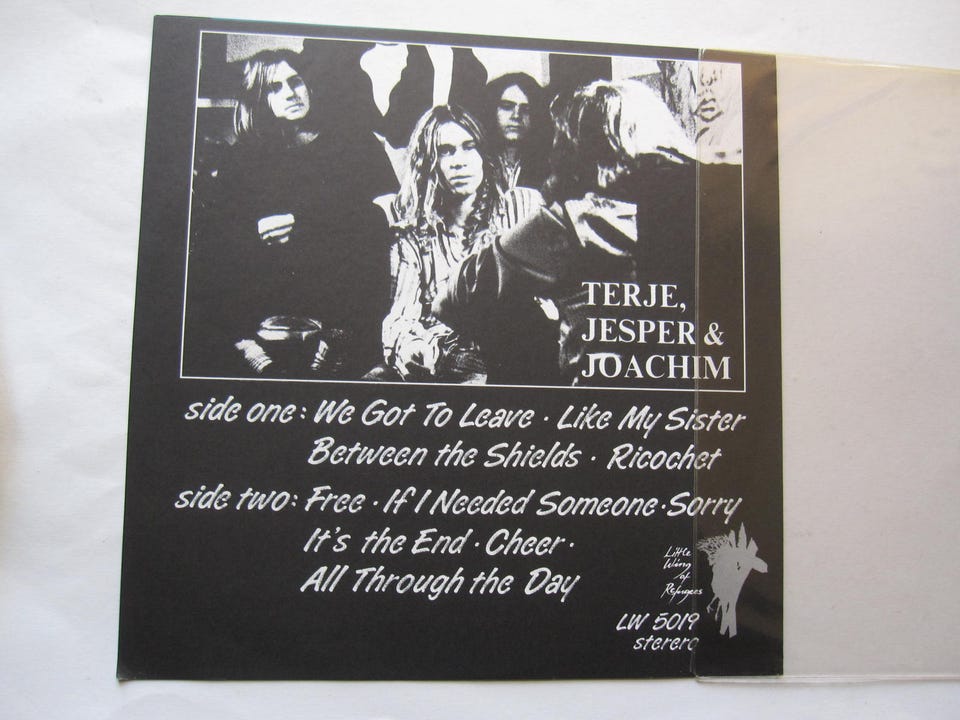 TERJE,
JESPER &
JOACHIM
side one: We Got To Leave · Like My Sister
Between the Shields · Ricochet
side two: Free · If I Needed Someone · Sorry
It's the End · Cheer ·
All Through the Day
Little
Wing
of
Refugees
LW 5019
sterero